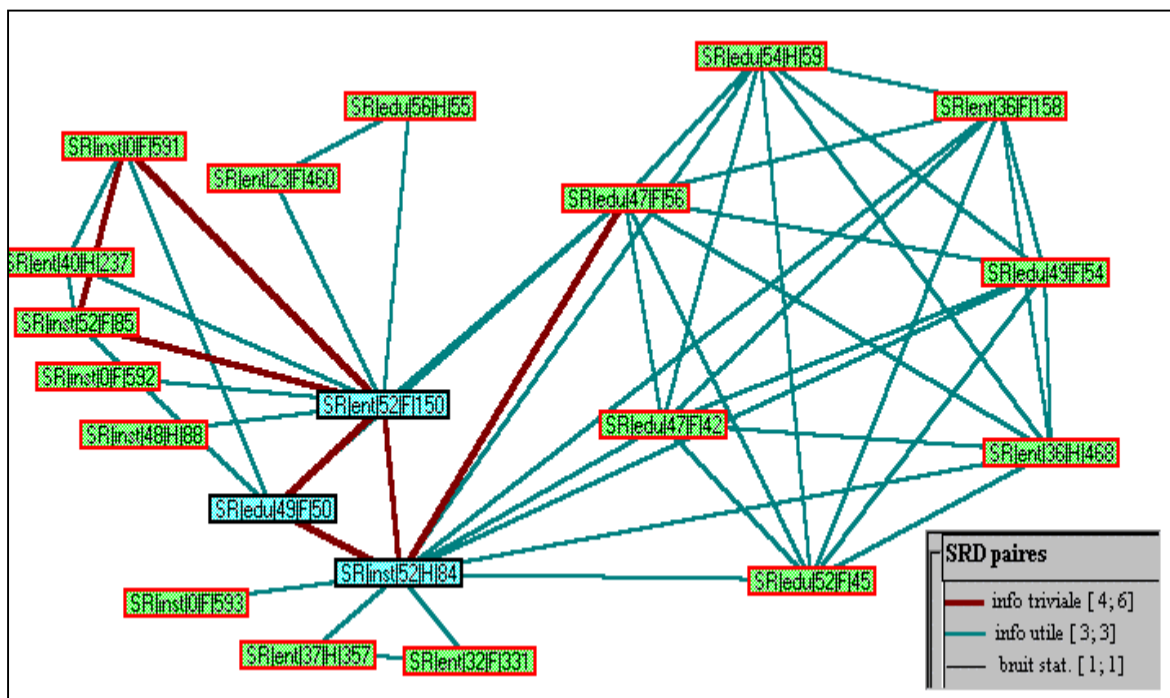 SR|edu|54|H|59
SR|edu|56|H|55
SR|ent|36|F|158
SR|inst|0|F|591
SR|ent|23|F|460
SR|edu|47|F|56
SR|ent|40|H|237
SR|edu|49|F|54
SR|inst|52|F|85
SR|inst|0|F|592
SR|ent|52|F|150
SR|inst|48|H|88
SR|edu|47|F|42
SR|ent|36|H|468
SR|edu|49|F|50
SR|inst|52|H|84
SR|edu|52|F|45
SR|inst|0|F|593
SR|ent|37|H|357
SR|ent|32|F|331
SRD paires
info triviale [ 4; 6]
info utile [ 3; 3]
bruit stat. [ 1; 1]